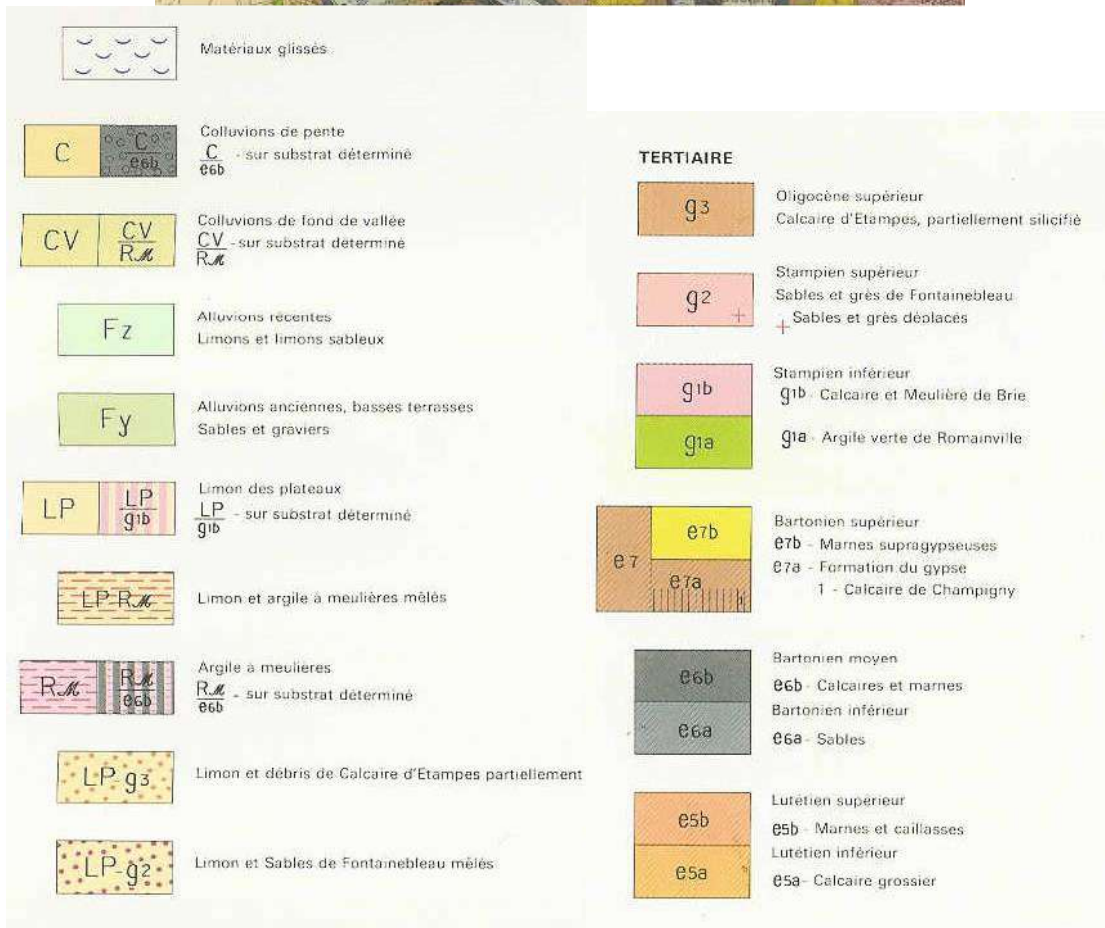 Matériaux glissés
C
C
e6b
Colluvions de pente
C
e6b - sur substrat déterminé
CV
CV
RM
Colluvions de fond de vallée
CV
RM - sur substrat déterminé
Fz
Alluvions récentes
Limons et limons sableux
Fy
Alluvions anciennes, basses terrasses
Sables et graviers
LP
LP
g1b
Limon des plateaux
LP
g1b - sur substrat déterminé
LP-RM
Limon et argile à meulières mêlés
RM
RM
e6b
Argile à meulières
RM
e6b - sur substrat déterminé
LP-g3
Limon et débris de Calcaire d'Etampes partiellement
LP-g2
Limon et Sables de Fontainebleau mêlés
TERTIAIRE
g3
Oligocène supérieur
Calcaire d'Etampes, partiellement silicifié
g2
+
Stampien supérieur
Sables et grès de Fontainebleau
+ Sables et grès déplacés
g1b
g1a
Stampien inférieur
g1b - Calcaire et Meulière de Brie
g1a - Argile verte de Romainville
e7
e7b
e7a
1
Bartonien supérieur
e7b - Marnes supragypseuses
e7a - Formation du gypse
1 - Calcaire de Champigny
e6b
e6a
Bartonien moyen
e6b - Calcaires et marnes
Bartonien inférieur
e6a - Sables
e5b
e5a
Lutétien supérieur
e5b - Marnes et caillasses
Lutétien inférieur
e5a - Calcaire grossier